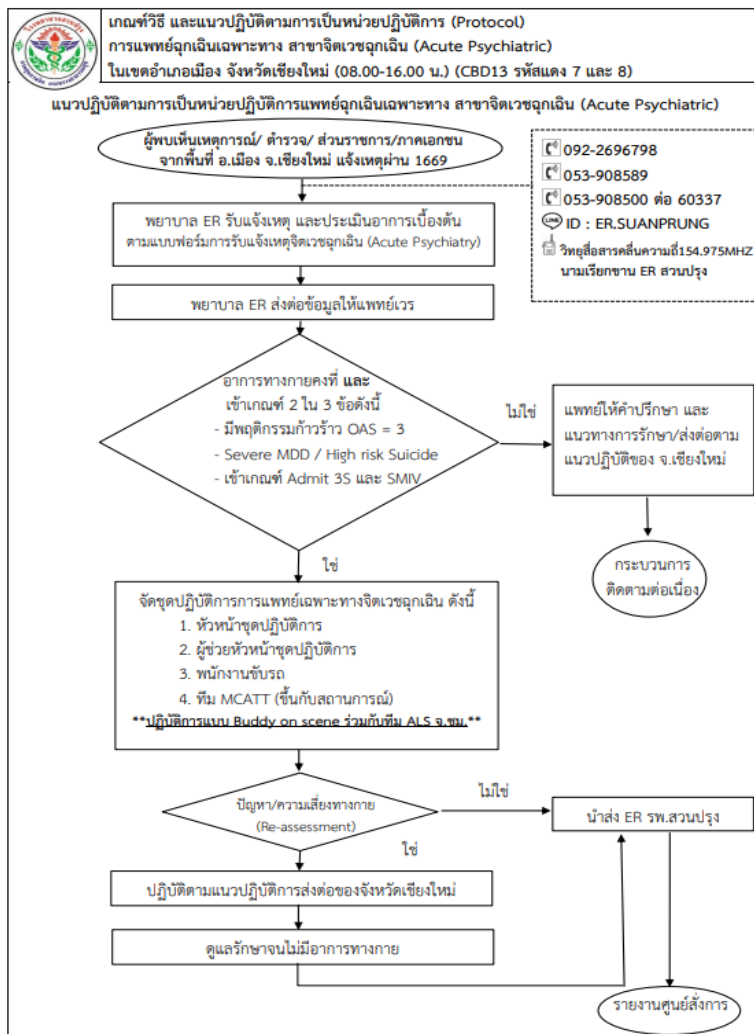 เกณฑ์วิธี และแนวปฏิบัติตามการเป็นหน่วยปฏิบัติการ (Protocol)
การแพทย์ฉุกเฉินเฉพาะทาง สาขาจิตเวชฉุกเฉิน (Acute Psychiatric)
ในเขตอำเภอเมือง จังหวัดเชียงใหม่ (08.00-16.00 น.) (CBD13 รหัสแดง 7 และ 8)
แนวปฏิบัติตามการเป็นหน่วยปฏิบัติการแพทย์ฉุกเฉินเฉพาะทาง สาขาจิตเวชฉุกเฉิน (Acute Psychiatric)
ผู้พบเห็นเหตุการณ์/ ตำรวจ/ ส่วนราชการ/ภาคเอกชน
จากพื้นที่ อ.เมือง จ.เชียงใหม่ แจ้งเหตุผ่าน 1669
092-2696798
053-908589
053-908500 ต่อ 60337
LINE ID : ER.SUANPRUNG
วิทยุสื่อสารคลื่นความถี่154.975MHZ
นามเรียกขาน ER สวนปรุง
พยาบาล ER รับแจ้งเหตุ และประเมินอาการเบื้องต้น
ตามแบบฟอร์มการรับแจ้งเหตุจิตเวชฉุกเฉิน (Acute Psychiatry)
พยาบาล ER ส่งต่อข้อมูลให้แพทย์เวร
อาการทางกายคงที่ และ
เข้าเกณฑ์ 2 ใน 3 ข้อดังนี้
- มีพฤติกรรมก้าวร้าว OAS = 3
- Severe MDD / High risk Suicide
- เข้าเกณฑ์ Admit 3S และ SMIV
ไม่ใช่
แพทย์ให้คำปรึกษา และ
แนวทางการรักษา/ส่งต่อตาม
แนวปฏิบัติของ จ.เชียงใหม่
กระบวนการ
ติดตามต่อเนื่อง
ใช่
จัดชุดปฏิบัติการการแพทย์เฉพาะทางจิตเวชฉุกเฉิน ดังนี้
1. หัวหน้าชุดปฏิบัติการ
2. ผู้ช่วยหัวหน้าชุดปฏิบัติการ
3. พนักงานขับรถ
4. ทีม MCATT (ขึ้นกับสถานการณ์)
**ปฏิบัติการแบบ Buddy on scene ร่วมกับทีม ALS จ.ชม.**
ปัญหา/ความเสี่ยงทางกาย
(Re-assessment)
ไม่ใช่
นำส่ง ER รพ.สวนปรุง
ใช่
ปฏิบัติตามแนวปฏิบัติการส่งต่อของจังหวัดเชียงใหม่
ดูแลรักษาจนไม่มีอาการทางกาย
รายงานศูนย์สั่งการ